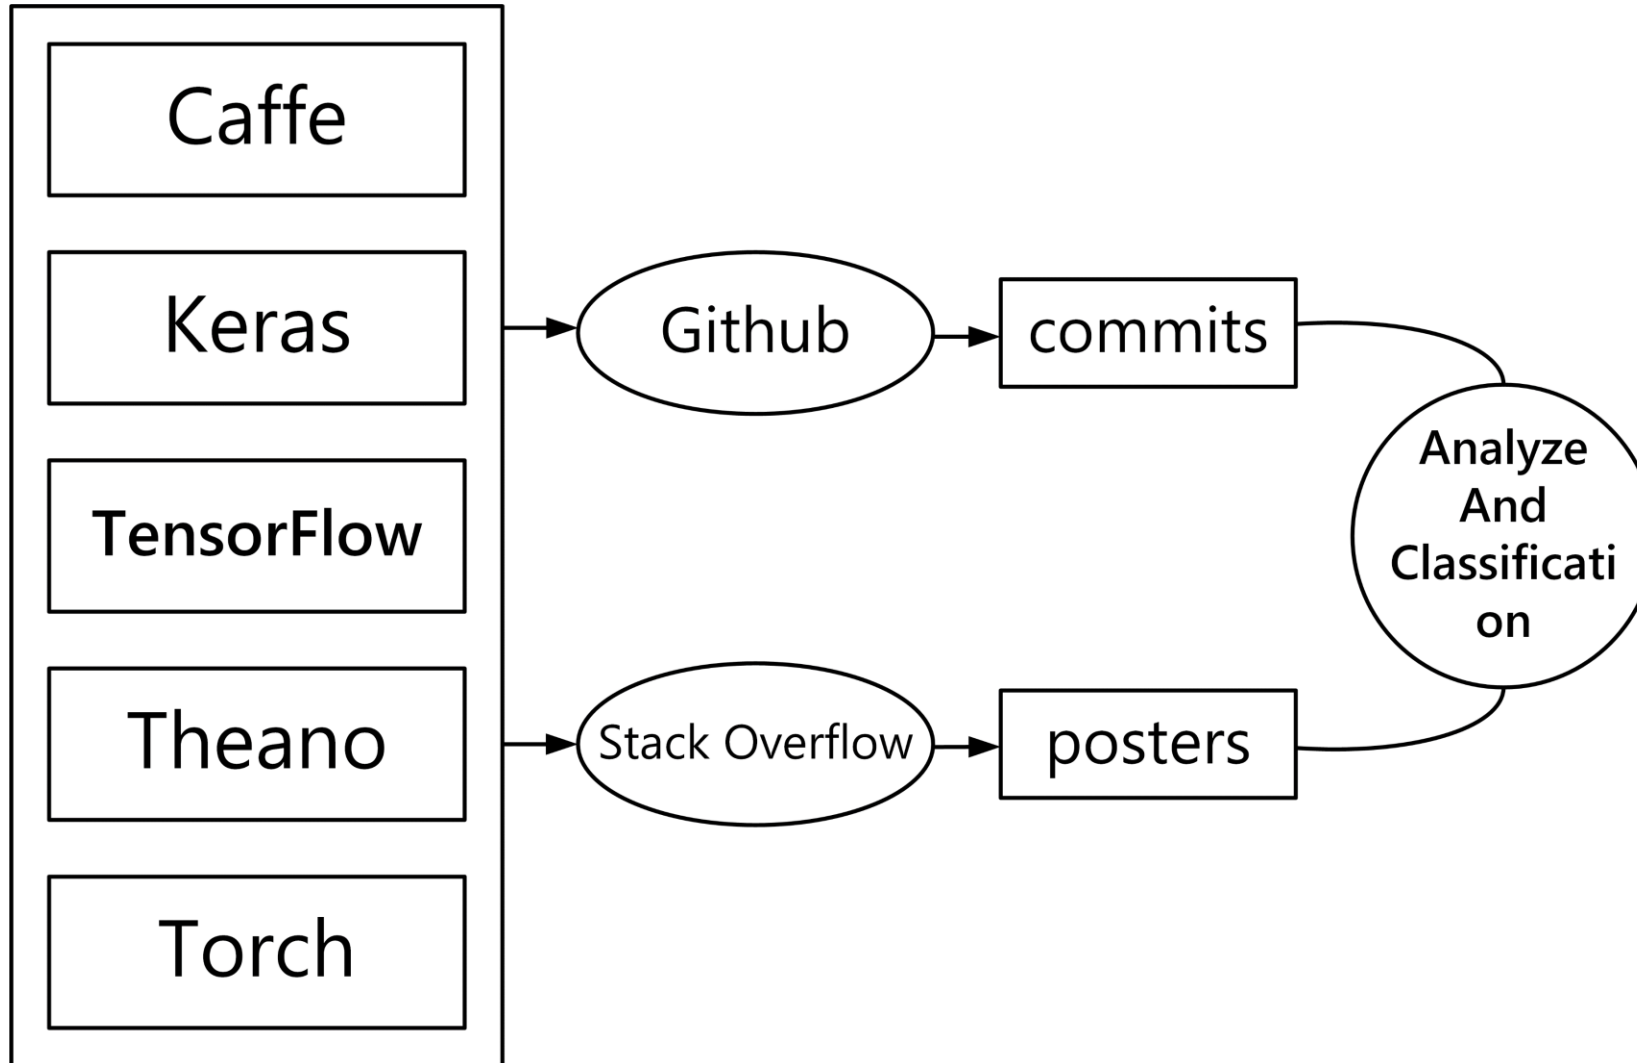 Caffe
Keras
TensorFlow
Theano
Torch
Github
Stack Overflow
commits
posters
Analyze
And
Classificati
on